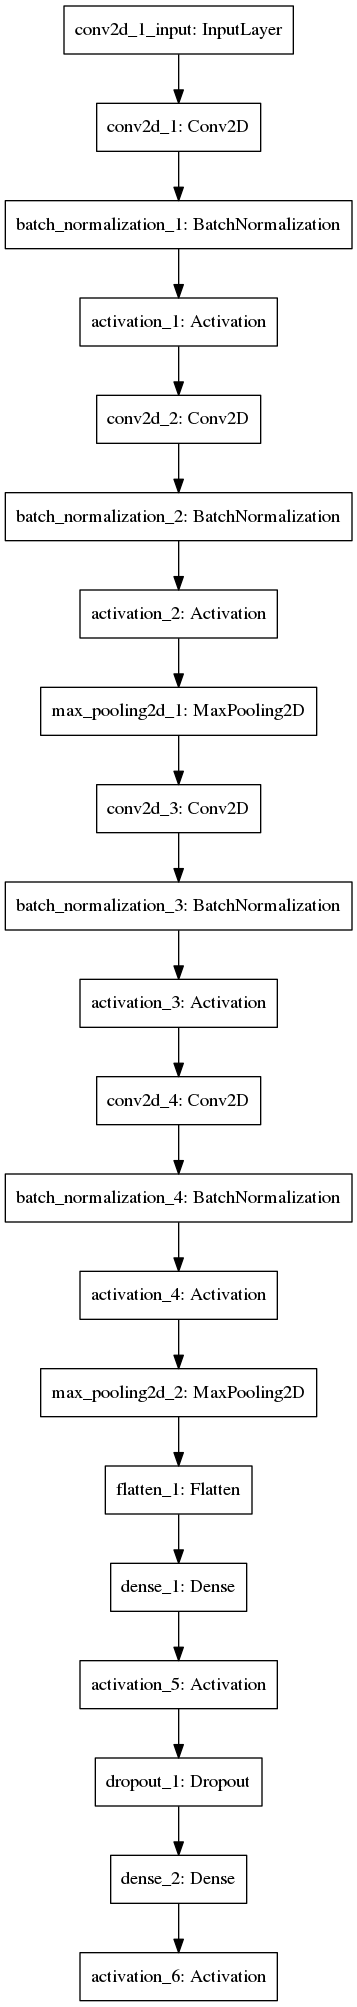 conv2d_1_input: InputLayer
conv2d_1: Conv2D
batch_normalization_1: BatchNormalization
activation_1: Activation
conv2d_2: Conv2D
batch_normalization_2: BatchNormalization
activation_2: Activation
max_pooling2d_1: MaxPooling2D
conv2d_3: Conv2D
batch_normalization_3: BatchNormalization
activation_3: Activation
conv2d_4: Conv2D
batch_normalization_4: BatchNormalization
activation_4: Activation
max_pooling2d_2: MaxPooling2D
flatten_1: Flatten
dense_1: Dense
activation_5: Activation
dropout_1: Dropout
dense_2: Dense
activation_6: Activation